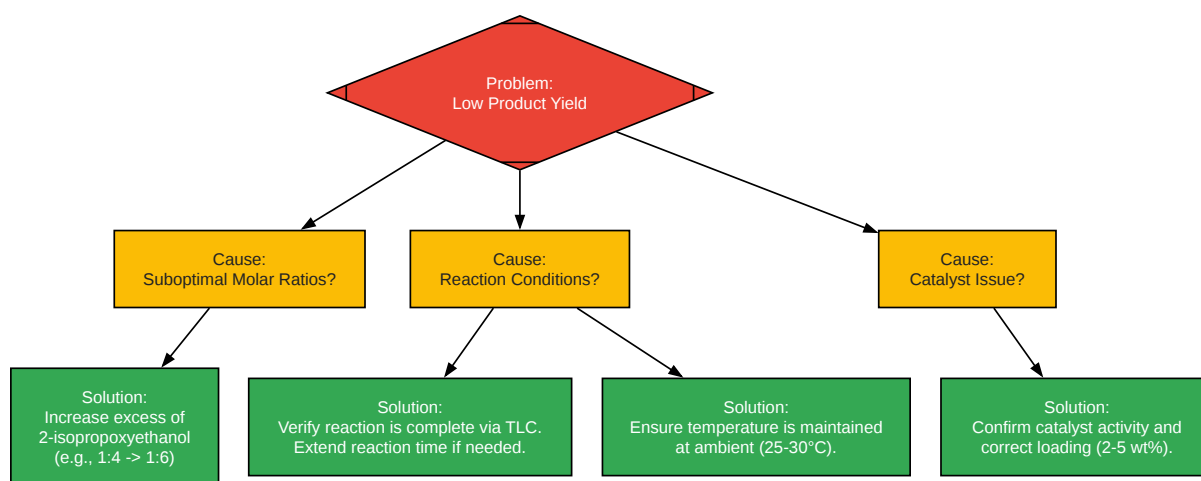 Problem:
Low Product Yield
Cause:
Suboptimal Molar Ratios?
Cause:
Reaction Conditions?
Cause:
Catalyst Issue?
Solution:
Increase excess of
2-isopropoxyethanol
(e.g., 1:4 -> 1:6)
Solution:
Verify reaction is complete via TLC.
Extend reaction time if needed.
Solution:
Ensure temperature is maintained
at ambient (25-30°C).
Solution:
Confirm catalyst activity and
correct loading (2-5 wt%).